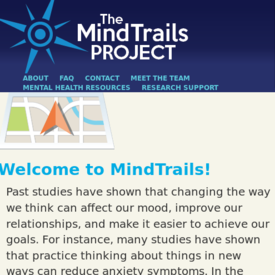 The
MindTrails
PROJECT
ABOUT FAQ CONTACT MEET THE TEAM
MENTAL HEALTH RESOURCES RESEARCH SUPPORT
Welcome to MindTrails!
Past studies have shown that changing the way
we think can affect our mood, improve our
relationships, and make it easier to achieve our
goals. For instance, many studies have shown
that practice thinking about things in new
ways can reduce anxiety symptoms. In the